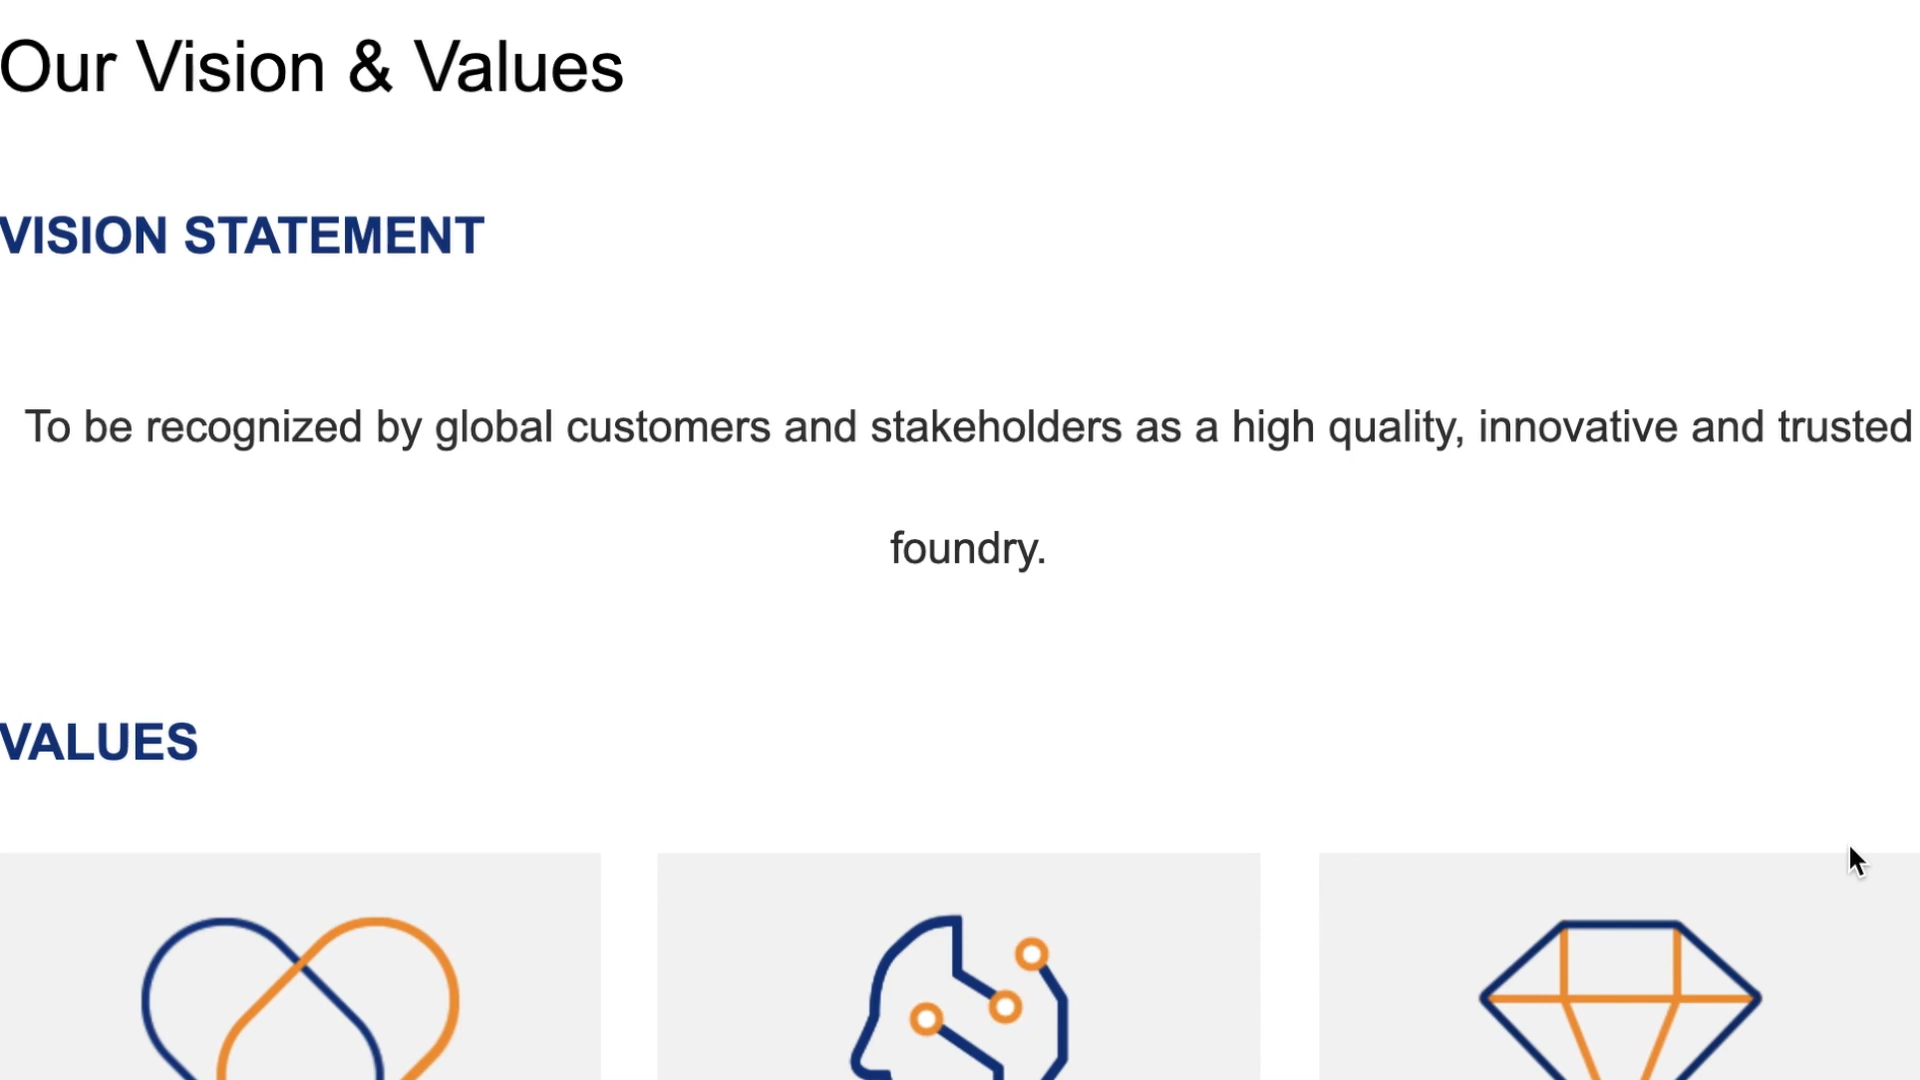 Our Vision & Values
VISION STATEMENT
To be recognized by global customers and stakeholders as a high quality, innovative and trusted
foundry.
VALUES